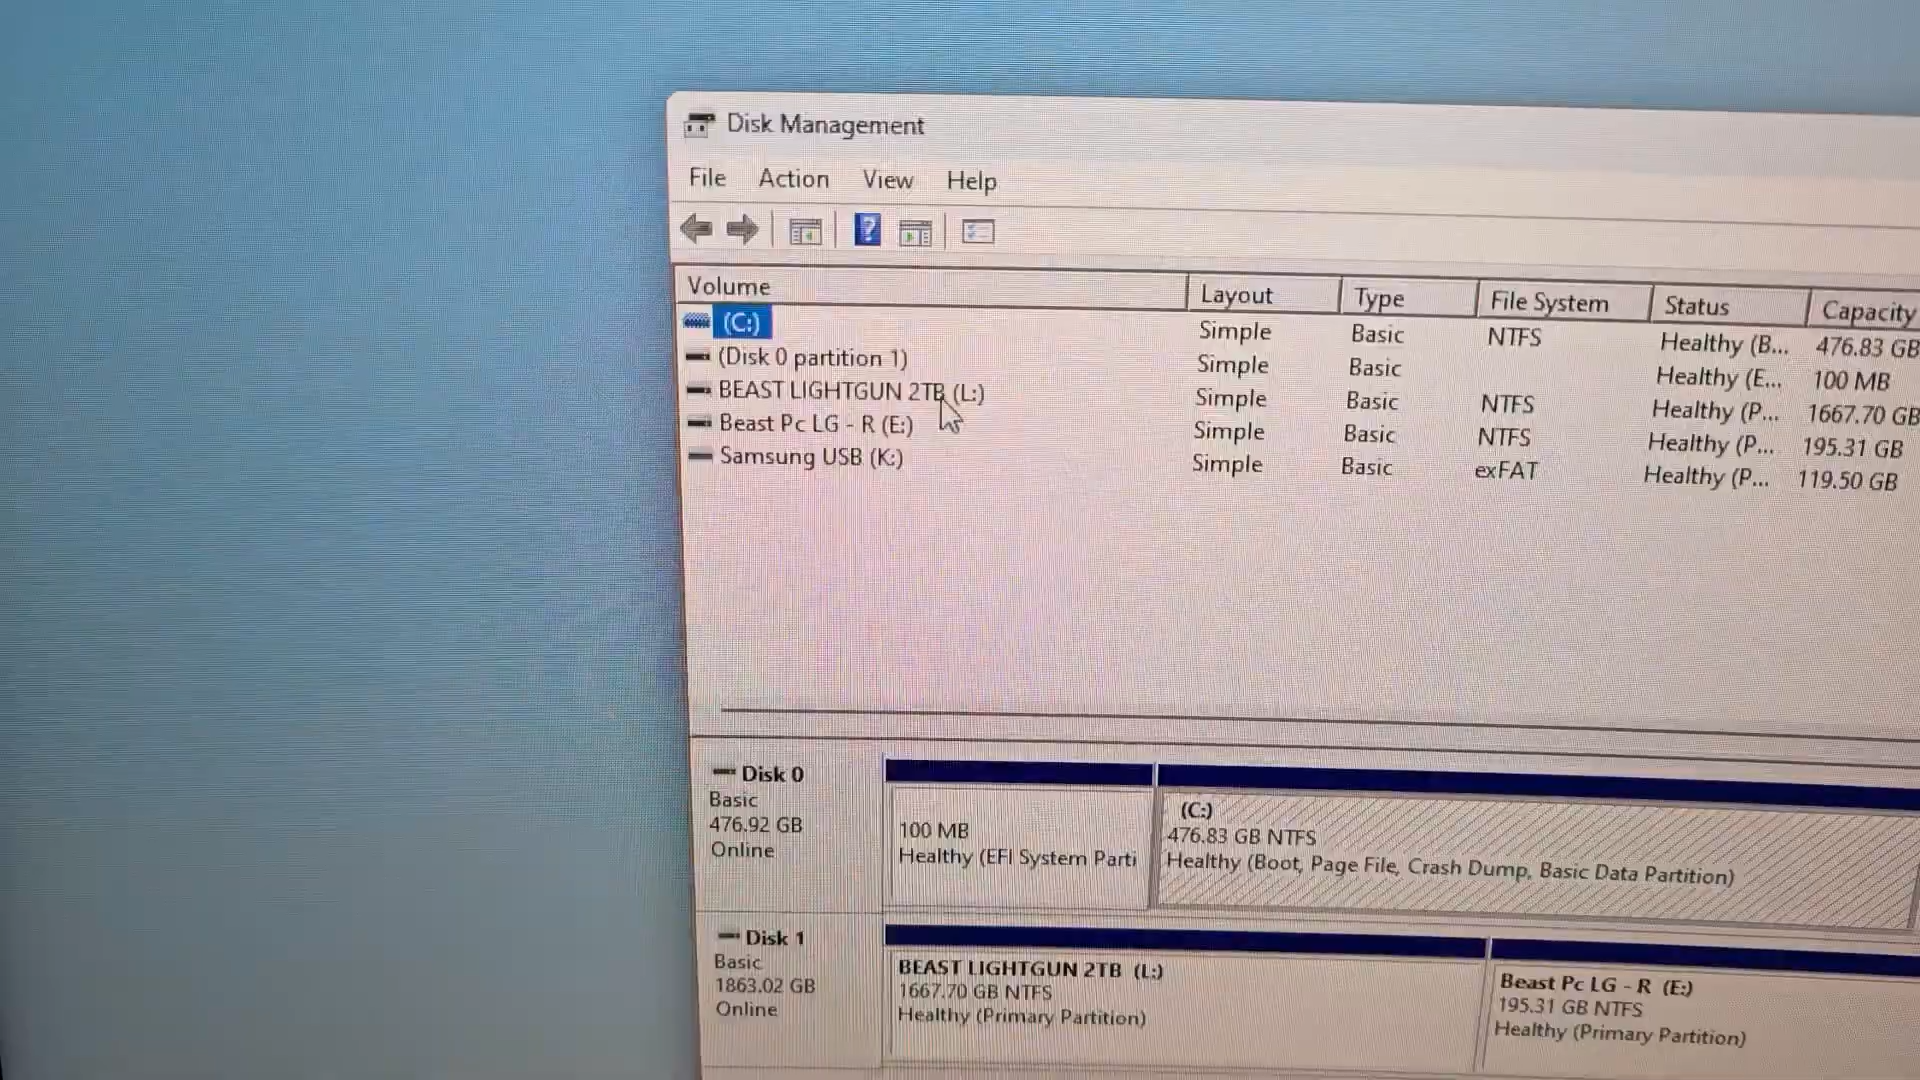 Disk Management
File Action View Help
Volume Layout Type File System Status Capacity
(C:) Simple Basic NTFS Healthy (B... 476.83 GB
(Disk 0 partition 1) Simple Basic Healthy (E... 100 MB
BEAST LIGHTGUN 2TB (L:) Simple Basic NTFS Healthy (P... 1667.70 GB
Beast Pc LG - R (E:) Simple Basic NTFS Healthy (P... 195.31 GB
Samsung USB (K:) Simple Basic exFAT Healthy (P... 119.50 GB
Disk 0
Basic
476.92 GB
Online
100 MB
Healthy (EFI System Parti
(C:)
476.83 GB NTFS
Healthy (Boot, Page File, Crash Dump, Basic Data Partition)
Disk 1
Basic
1863.02 GB
Online
BEAST LIGHTGUN 2TB (L:)
1667.70 GB NTFS
Healthy (Primary Partition)
Beast Pc LG - R (E:)
195.31 GB NTFS
Healthy (Primary Partition)